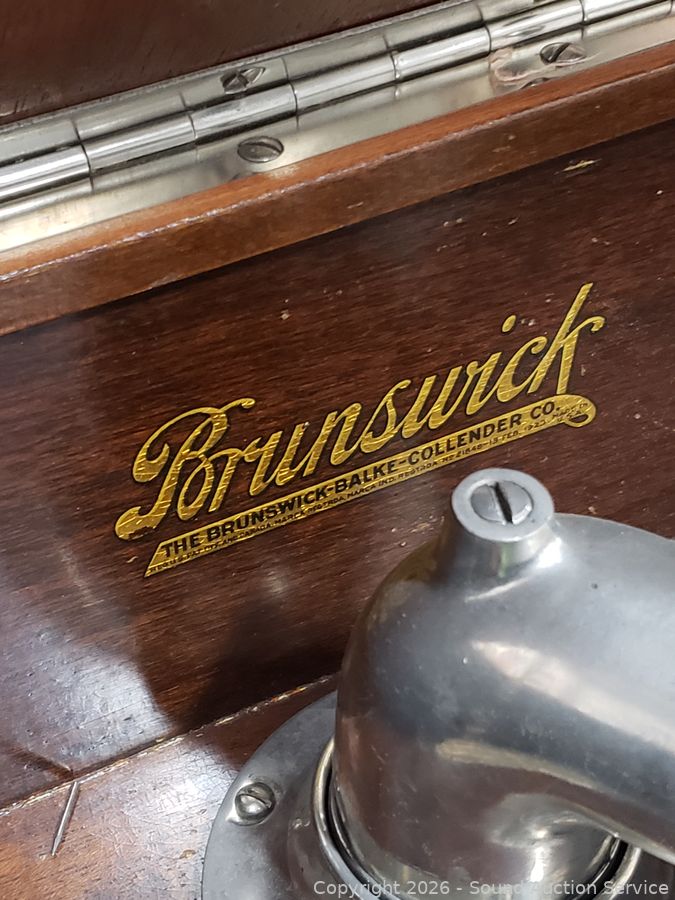 Brunswick
THE BRUNSWICK-BALKE-COLLENDER CO.
Copyright 2026 - Sound Auction Service